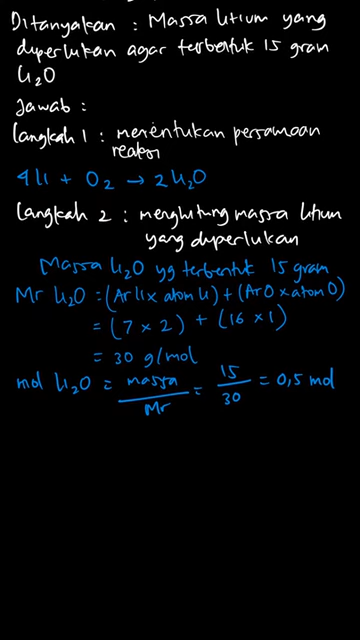 Ditanyakan : Massa litium yang
diperlukan agar terbentuk 15 gram
Li₂O
Jawab :
Langkah 1 : menentukan persamaan
reaksi
4Li + O₂ → 2Li₂O
Langkah 2 : menghitung massa litium
yang diperlukan
Massa Li₂O yg terbentuk 15 gram
Mr Li₂O = (Ar Li x atom Li) + (Ar O x atom O)
= (7 x 2) + (16 x 1)
= 30 g/mol
mol Li₂O = massa / Mr = 15 / 30 = 0,5 mol